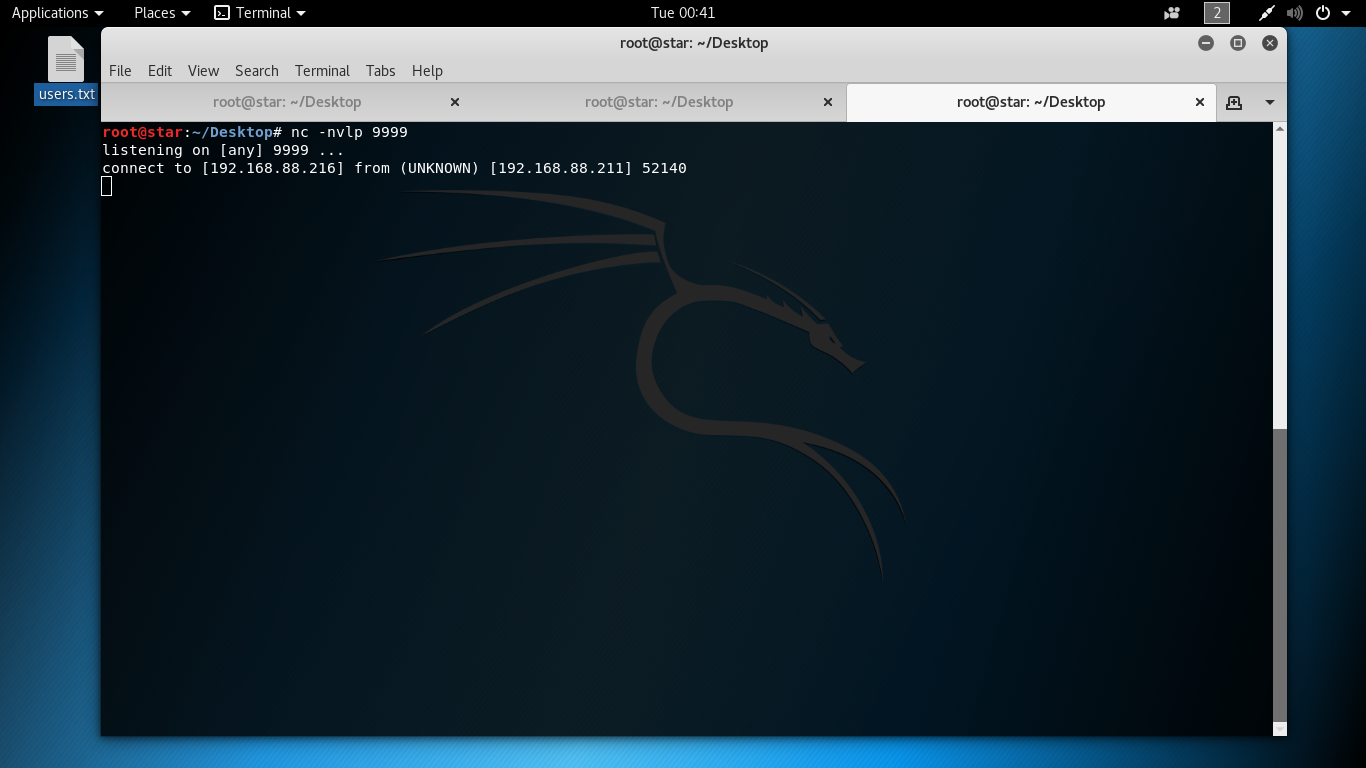 Applications Places Terminal Tue 00:41 2
users.txt
root@star: ~/Desktop
File Edit View Search Terminal Tabs Help
root@star: ~/Desktop root@star: ~/Desktop root@star: ~/Desktop
root@star:~/Desktop# nc -nvlp 9999
listening on [any] 9999 ...
connect to [192.168.88.216] from (UNKNOWN) [192.168.88.211] 52140